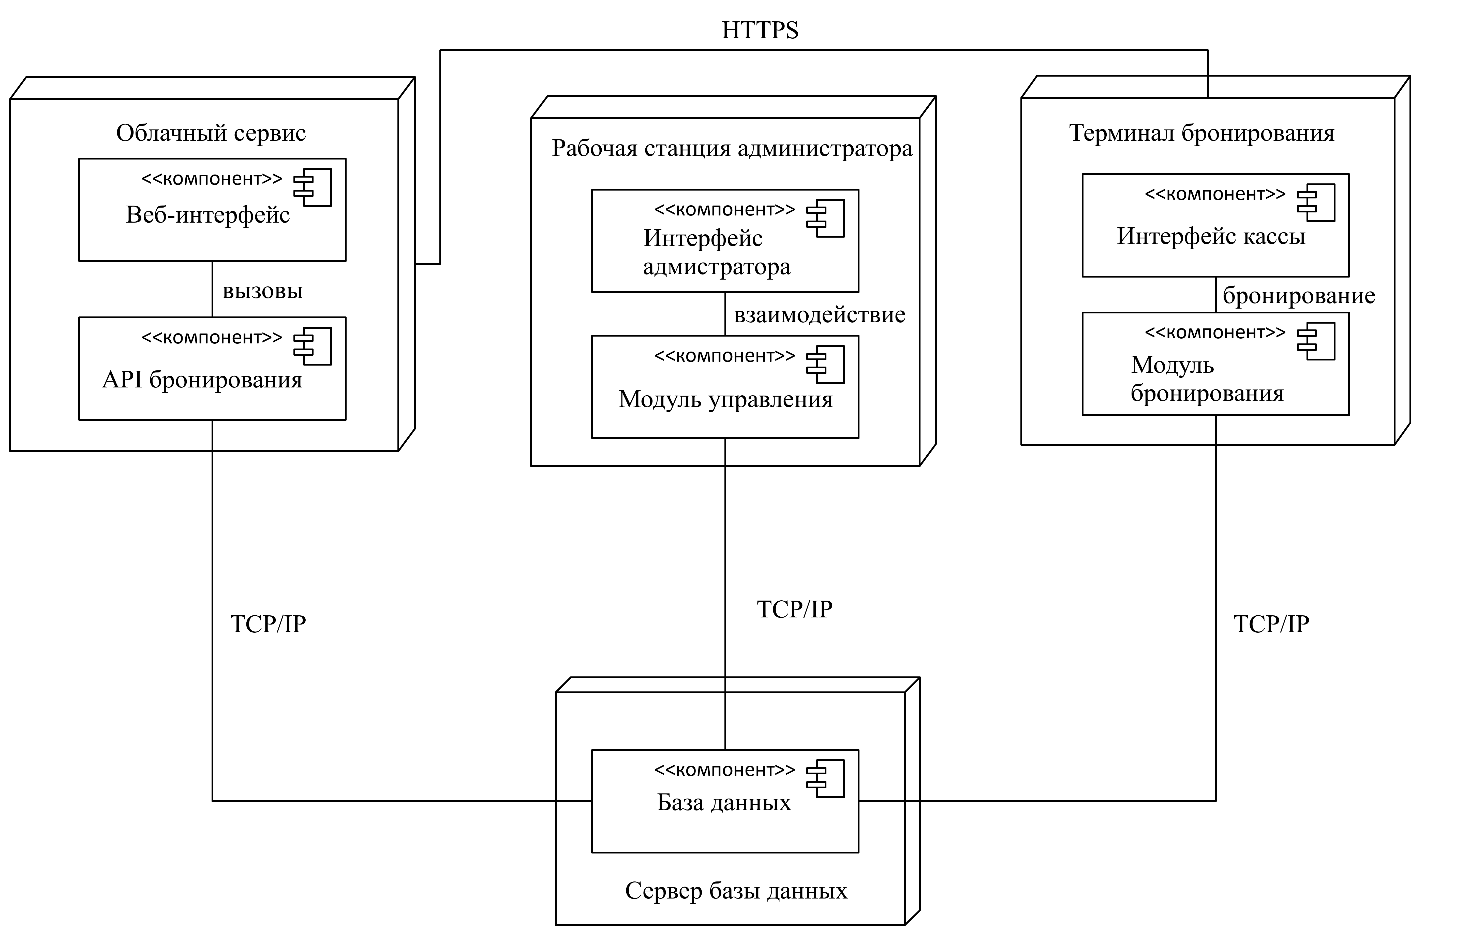 HTTPS
Облачный сервис
<<компонент>>
Веб-интерфейс
вызовы
<<компонент>>
API бронирования
Рабочая станция администратора
<<компонент>>
Интерфейс
адмистратора
взаимодействие
<<компонент>>
Модуль управления
Терминал бронирования
<<компонент>>
Интерфейс кассы
бронирование
<<компонент>>
Модуль
бронирования
TCP/IP
TCP/IP
TCP/IP
<<компонент>>
База данных
Сервер базы данных